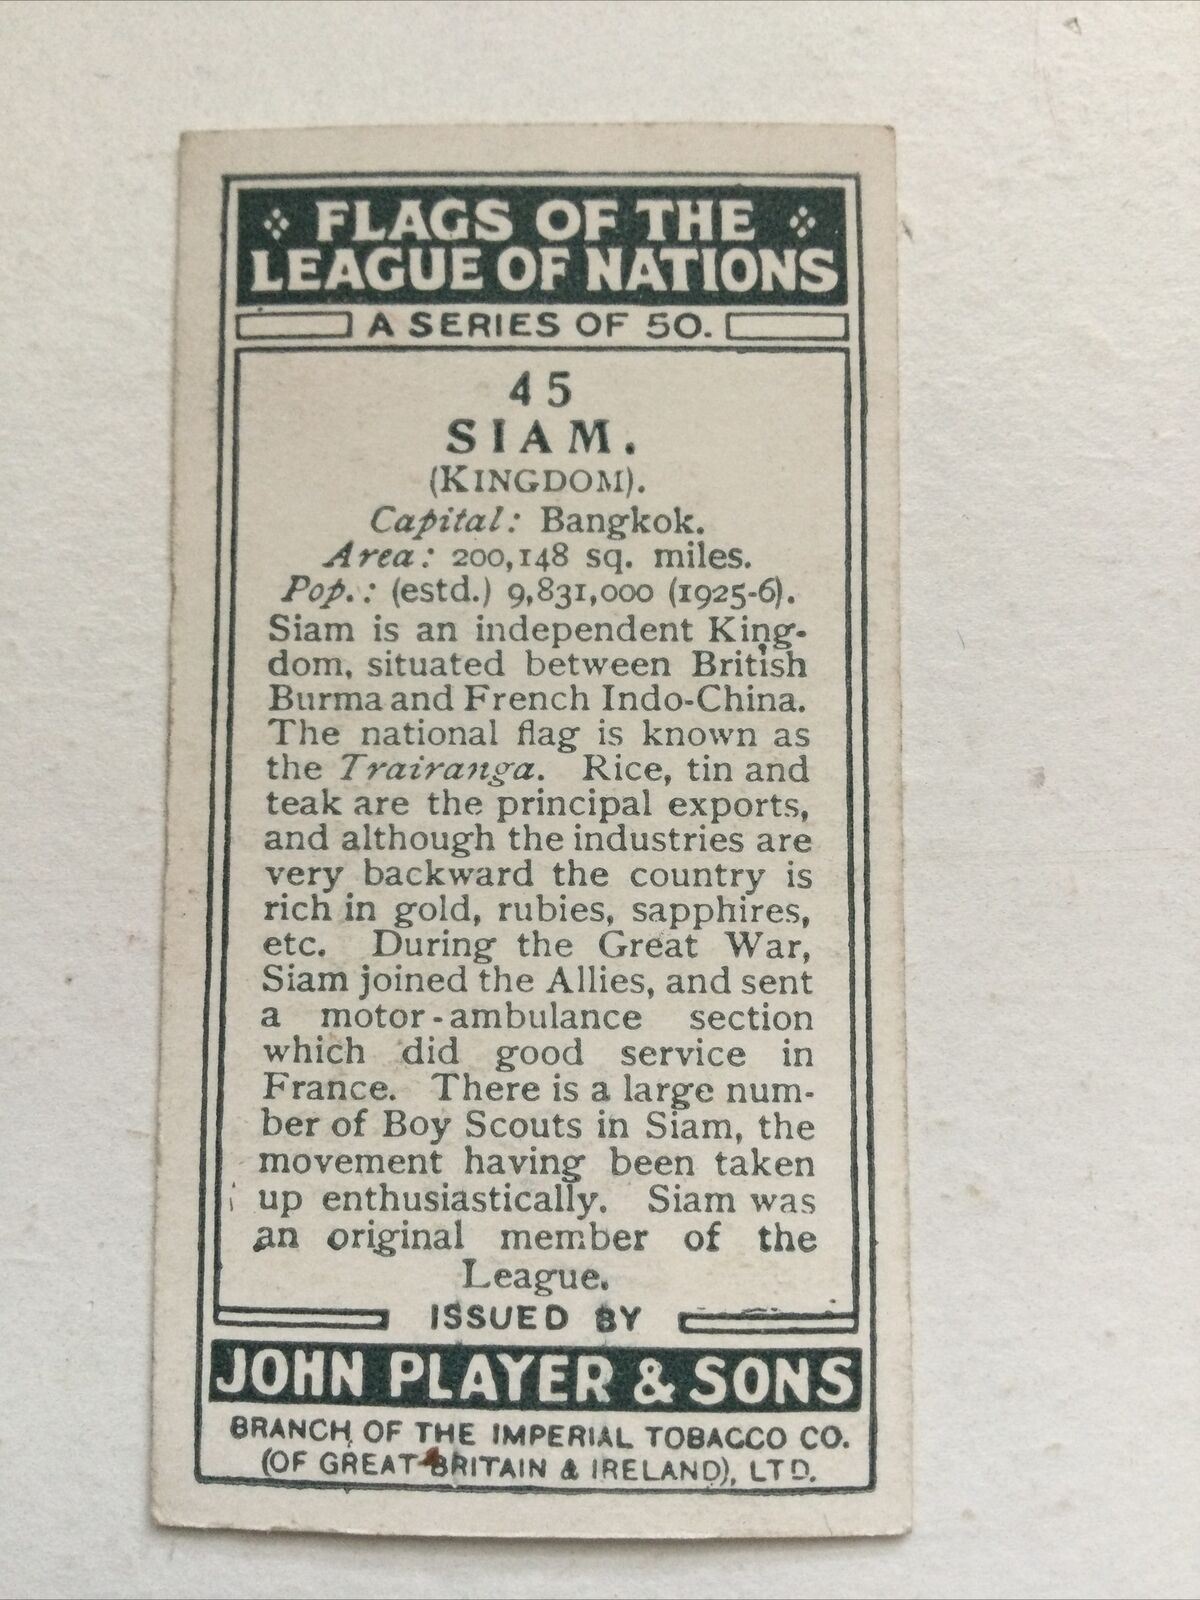 FLAGS OF THE
LEAGUE OF NATIONS
A SERIES OF 50.
45
SIAM.
(KINGDOM).
Capital: Bangkok.
Area: 200,148 sq. miles.
Pop.: (estd.) 9,831,000 (1925-6).
Siam is an independent King-
dom, situated between British
Burma and French Indo-China.
The national flag is known as
the Trairanga. Rice, tin and
teak are the principal exports,
and although the industries are
very backward the country is
rich in gold, rubies, sapphires,
etc. During the Great War,
Siam joined the Allies, and sent
a motor-ambulance section
which did good service in
France. There is a large num-
ber of Boy Scouts in Siam, the
movement having been taken
up enthusiastically. Siam was
an original member of the
League.
ISSUED BY
JOHN PLAYER & SONS
BRANCH OF THE IMPERIAL TOBACCO CO.
(OF GREAT BRITAIN & IRELAND), LTD.